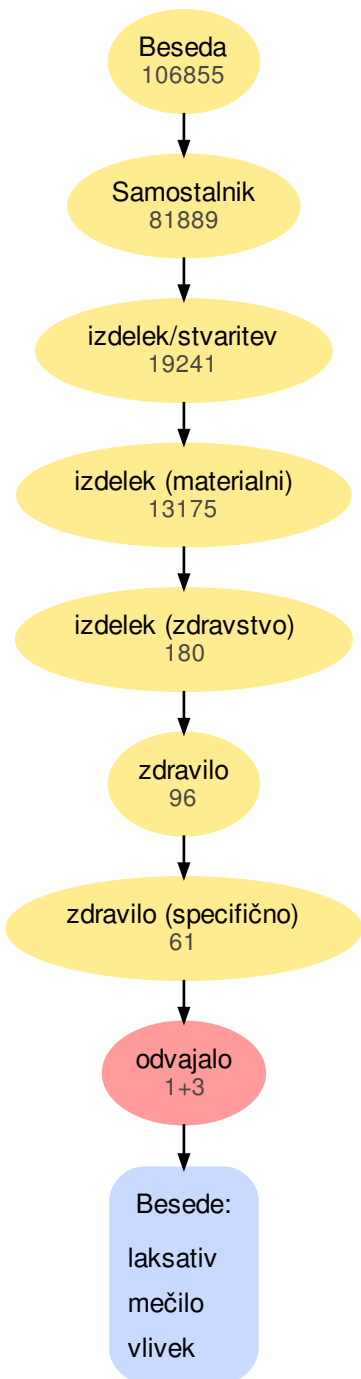 Beseda
106855
Samostalnik
81889
izdelek/stvaritev
19241
izdelek (materialni)
13175
izdelek (zdravstvo)
180
zdravilo
96
zdravilo (specifično)
61
odvajalo
1+3
Besede:
laksativ
mečilo
vlivek